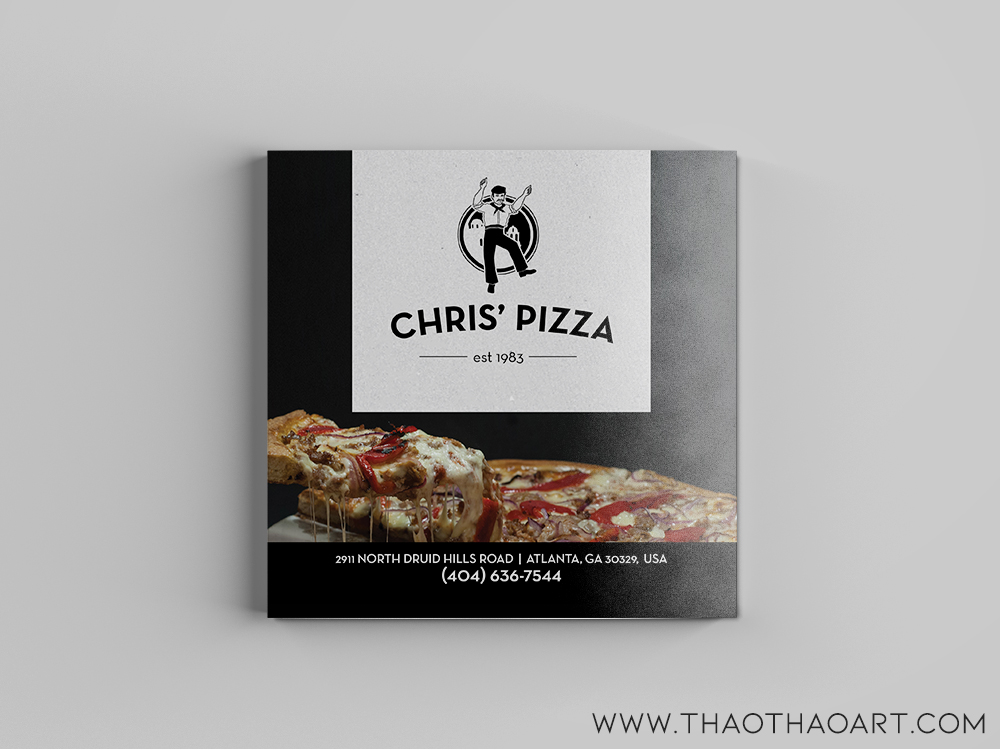 CHRIS’ PIZZA
est 1983
2911 NORTH DRUID HILLS ROAD | ATLANTA, GA 30329, USA
(404) 636-7544
WWW.THAOTHAOART.COM